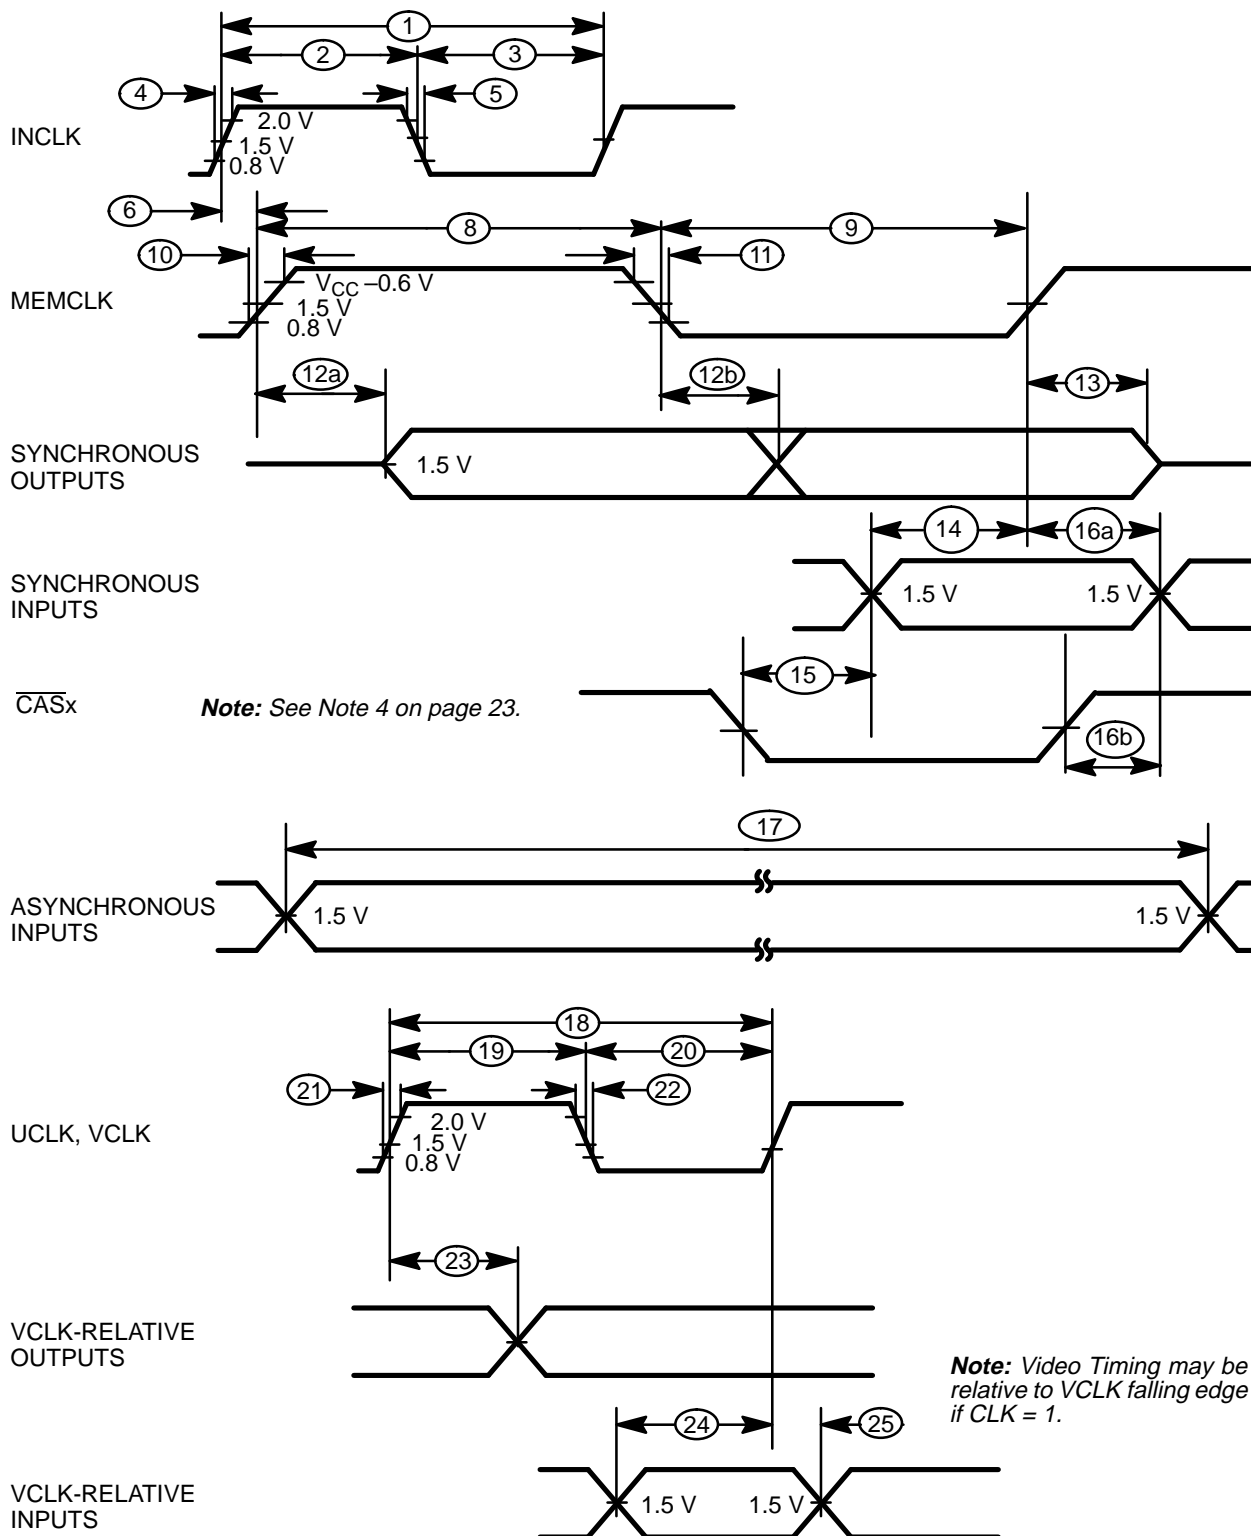 1
2 3
4 5
INCLK
2.0 V
1.5 V
0.8 V
6
8 9
10 11
MEMCLK
VCC –0.6 V
1.5 V
0.8 V
12a 12b 13
SYNCHRONOUS
OUTPUTS
1.5 V
14 16a
SYNCHRONOUS
INPUTS
1.5 V 1.5 V
15
CASx
Note: See Note 4 on page 23.
16b
17
ASYNCHRONOUS
INPUTS
1.5 V 1.5 V
18
19 20
21 22
UCLK, VCLK
2.0 V
1.5 V
0.8 V
23
VCLK-RELATIVE
OUTPUTS
Note: Video Timing may be
relative to VCLK falling edge
if CLK = 1.
24 25
VCLK-RELATIVE
INPUTS
1.5 V 1.5 V